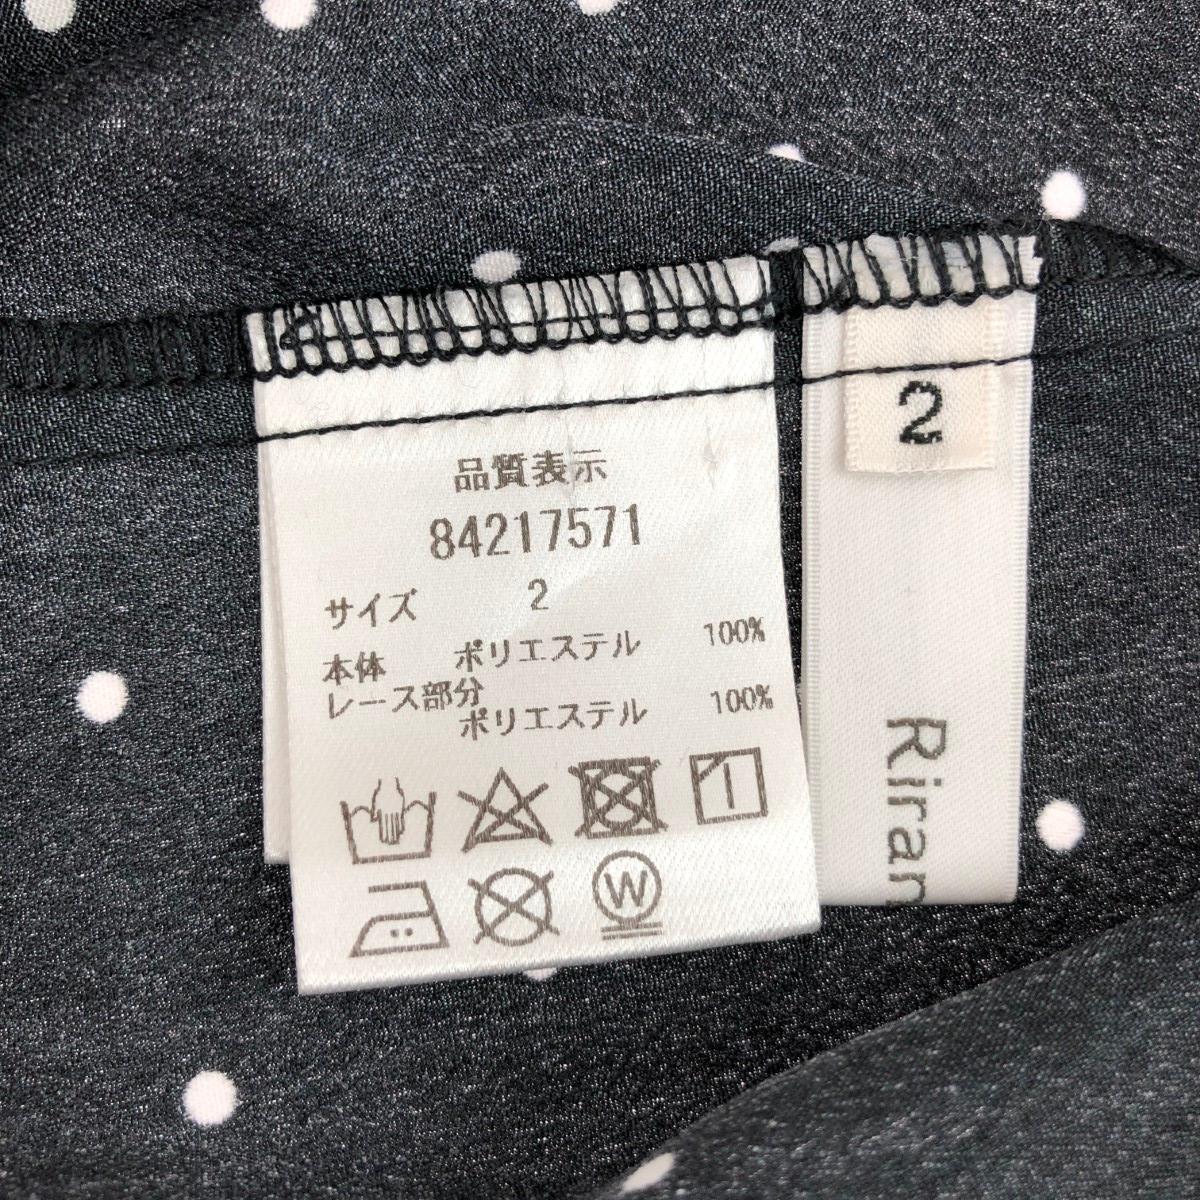 品質表示
84217571
サイズ 2
本体 ポリエステル 100%
レース部分
ポリエステル 100%
W
2
Riran